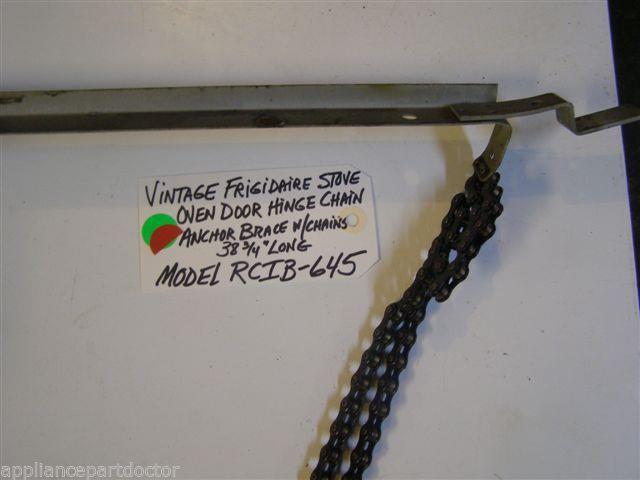 VINTAGE FRIGIDAIRE STOVE
OVEN DOOR HINGE CHAIN
ANCHOR BRACE W/CHAINS
38 3/4" LONG
MODEL RCIB-645
appliancepartdoctor